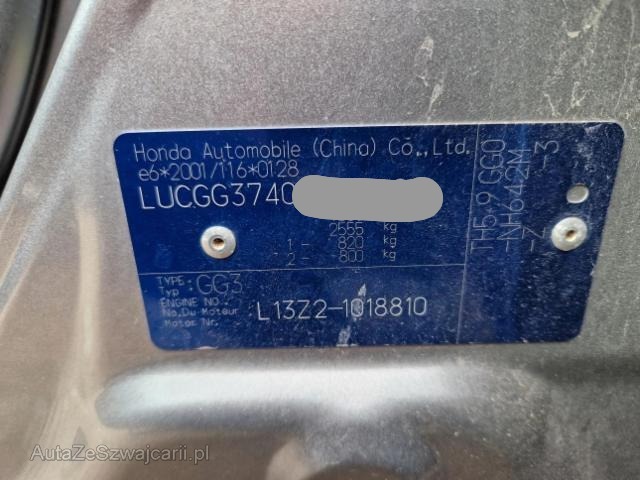 Honda Automobile (China) Co.,Ltd.
e6*2001/116*0128
LUCGG3740
2555 kg
1 - 820 kg
2 - 800 kg
TYPE
Typ :GG3
ENGINE NO.
No.Du Moteur
Motor Nr.
L13Z2-1018810
TH5.9 GG0 -3
-NH642M
AutaZeSzwajcarii.pl